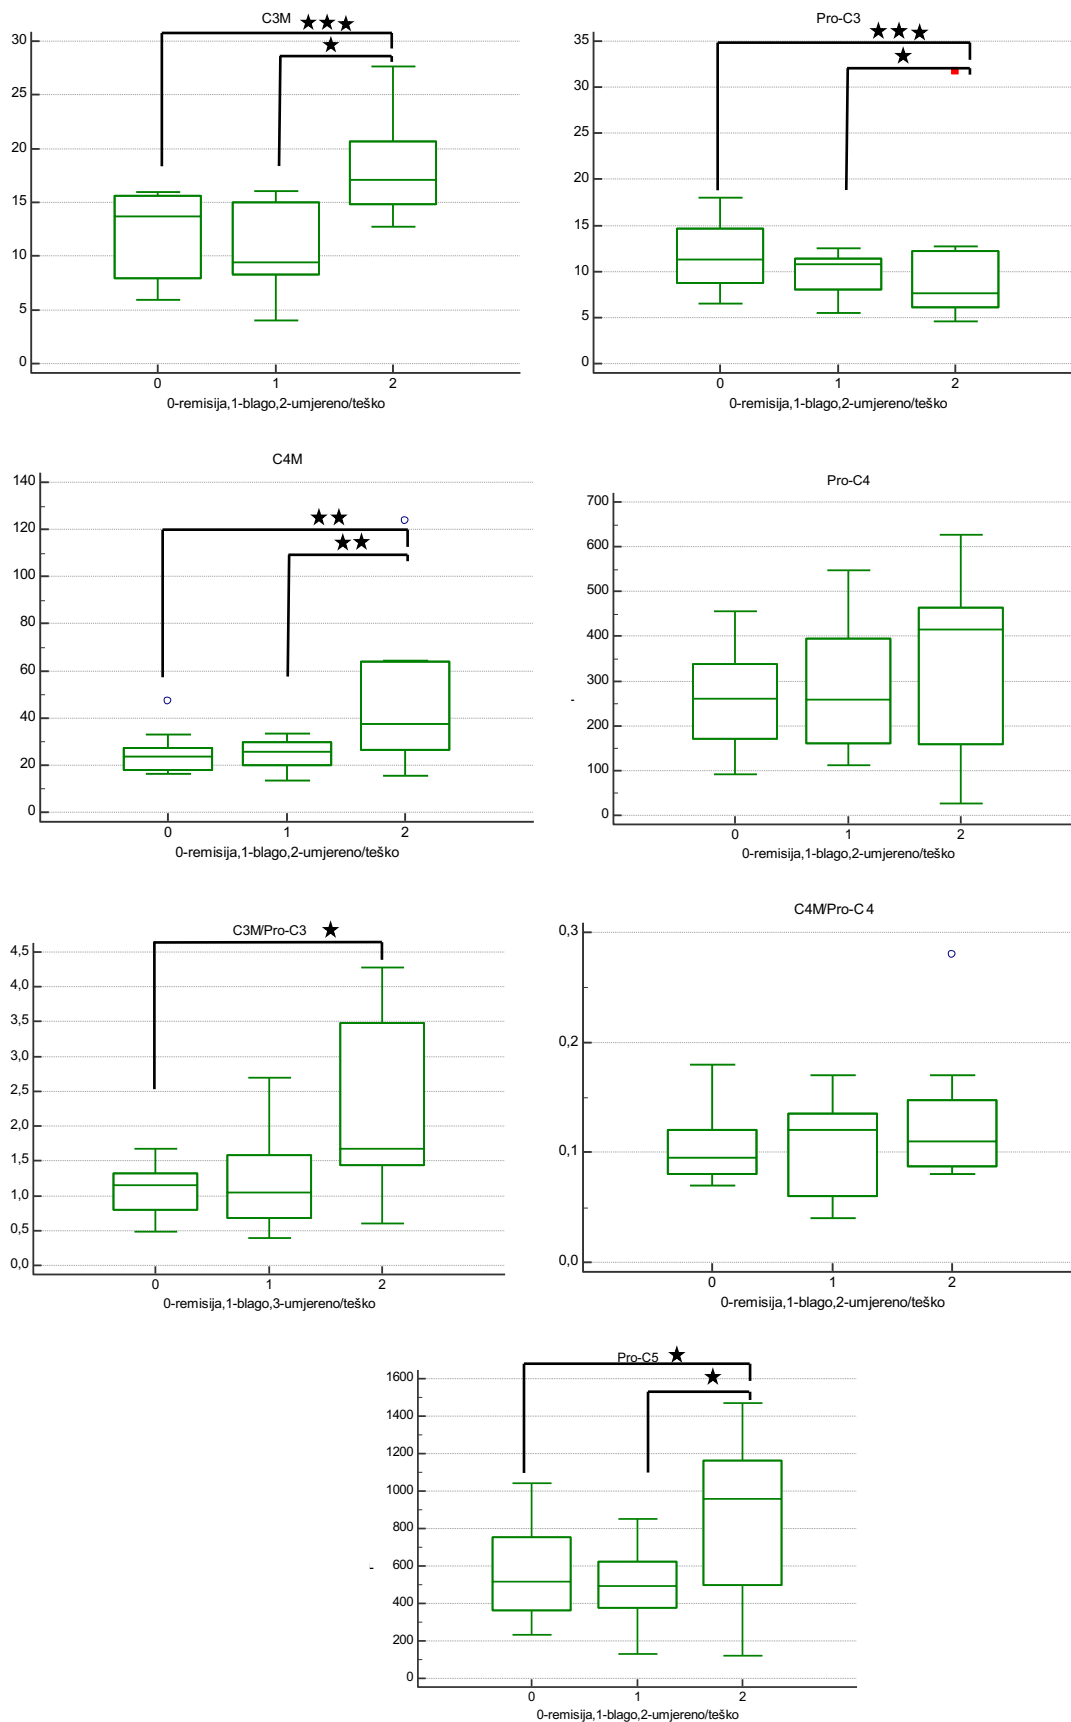 C3M ★★★
★
30
25
20
15
10
5
0
0 1 2
0-remisija,1-blago,2-umjereno/teško
Pro-C3
★★★
★
35
30
25
20
15
10
5
0
0 1 2
0-remisija,1-blago,2-umjereno/teško
C4M
★★
★★
140
120
100
80
60
40
20
0
0 1 2
0-remisija,1-blago,2-umjereno/teško
Pro-C4
700
600
500
400
300
200
100
0
0 1 2
0-remisija,1-blago,2-umjereno/teško
C3M/Pro-C3 ★
4,5
4,0
3,5
3,0
2,5
2,0
1,5
1,0
0,5
0,0
0 1 2
0-remisija,1-blago,3-umjereno/teško
C4M/Pro-C4
0,3
0,2
0,1
0,0
0 1 2
0-remisija,1-blago,2-umjereno/teško
Pro-C5 ★
★
1600
1400
1200
1000
800
600
400
200
0
0 1 2
0-remisija,1-blago,2-umjereno/teško